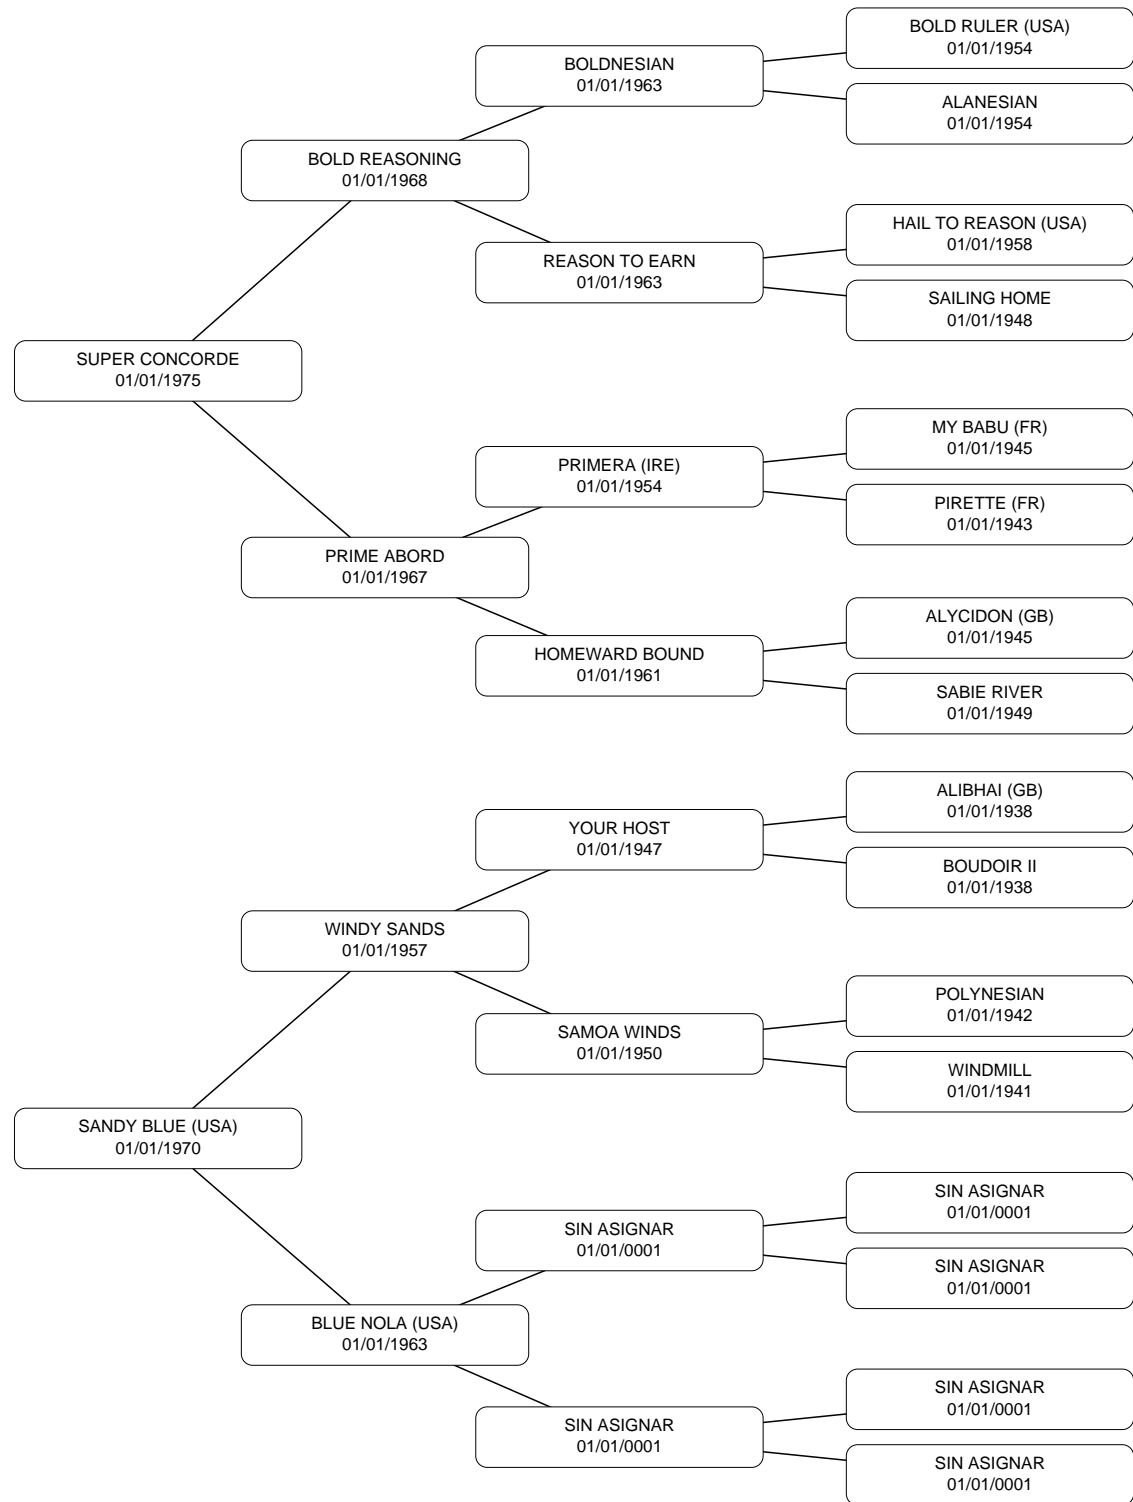 BOLD RULER (USA)
01/01/1954
BOLDNESIAN
01/01/1963
ALANESIAN
01/01/1954
BOLD REASONING
01/01/1968
HAIL TO REASON (USA)
01/01/1958
REASON TO EARN
01/01/1963
SAILING HOME
01/01/1948
SUPER CONCORDE
01/01/1975
MY BABU (FR)
01/01/1945
PRIMERA (IRE)
01/01/1954
PIRETTE (FR)
01/01/1943
PRIME ABORD
01/01/1967
ALYCIDON (GB)
01/01/1945
HOMEWARD BOUND
01/01/1961
SABIE RIVER
01/01/1949
ALIBHAI (GB)
01/01/1938
YOUR HOST
01/01/1947
BOUDOIR II
01/01/1938
WINDY SANDS
01/01/1957
POLYNESIAN
01/01/1942
SAMOA WINDS
01/01/1950
WINDMILL
01/01/1941
SANDY BLUE (USA)
01/01/1970
SIN ASIGNAR
01/01/0001
SIN ASIGNAR
01/01/0001
SIN ASIGNAR
01/01/0001
BLUE NOLA (USA)
01/01/1963
SIN ASIGNAR
01/01/0001
SIN ASIGNAR
01/01/0001
SIN ASIGNAR
01/01/0001